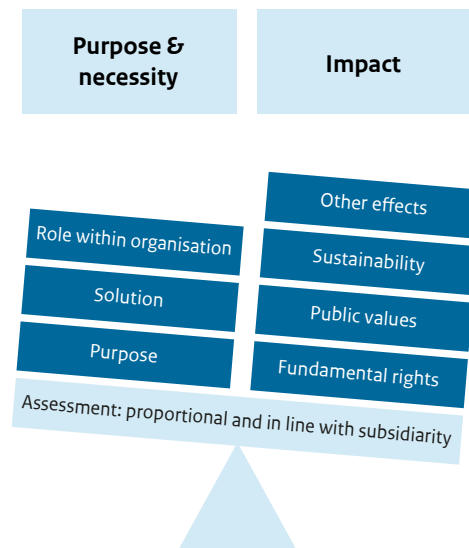 Purpose &
necessity
Impact
Role within organisation
Solution
Purpose
Other effects
Sustainability
Public values
Fundamental rights
Assessment: proportional and in line with subsidiarity